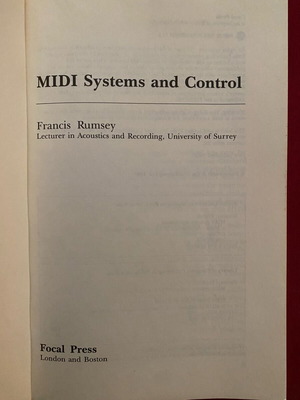 MIDI Systems and Control
Francis Rumsey
Lecturer in Acoustics and Recording, University of Surrey
Focal Press
London and Boston